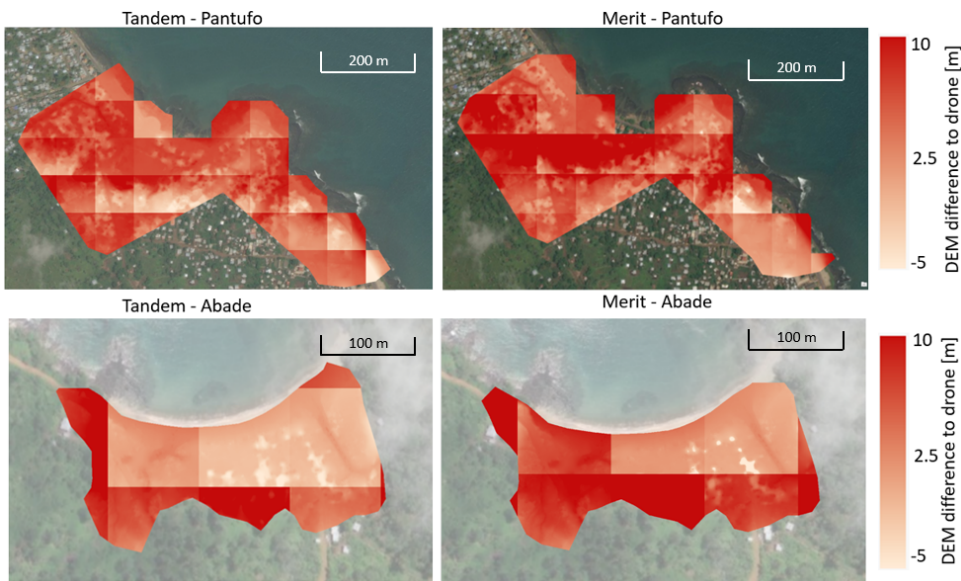 Tandem - Pantufo
Merit - Pantufo
200 m
200 m
10
2.5
-5
DEM difference to drone [m]
Tandem - Abade
Merit - Abade
100 m
100 m
10
2.5
-5
DEM difference to drone [m]